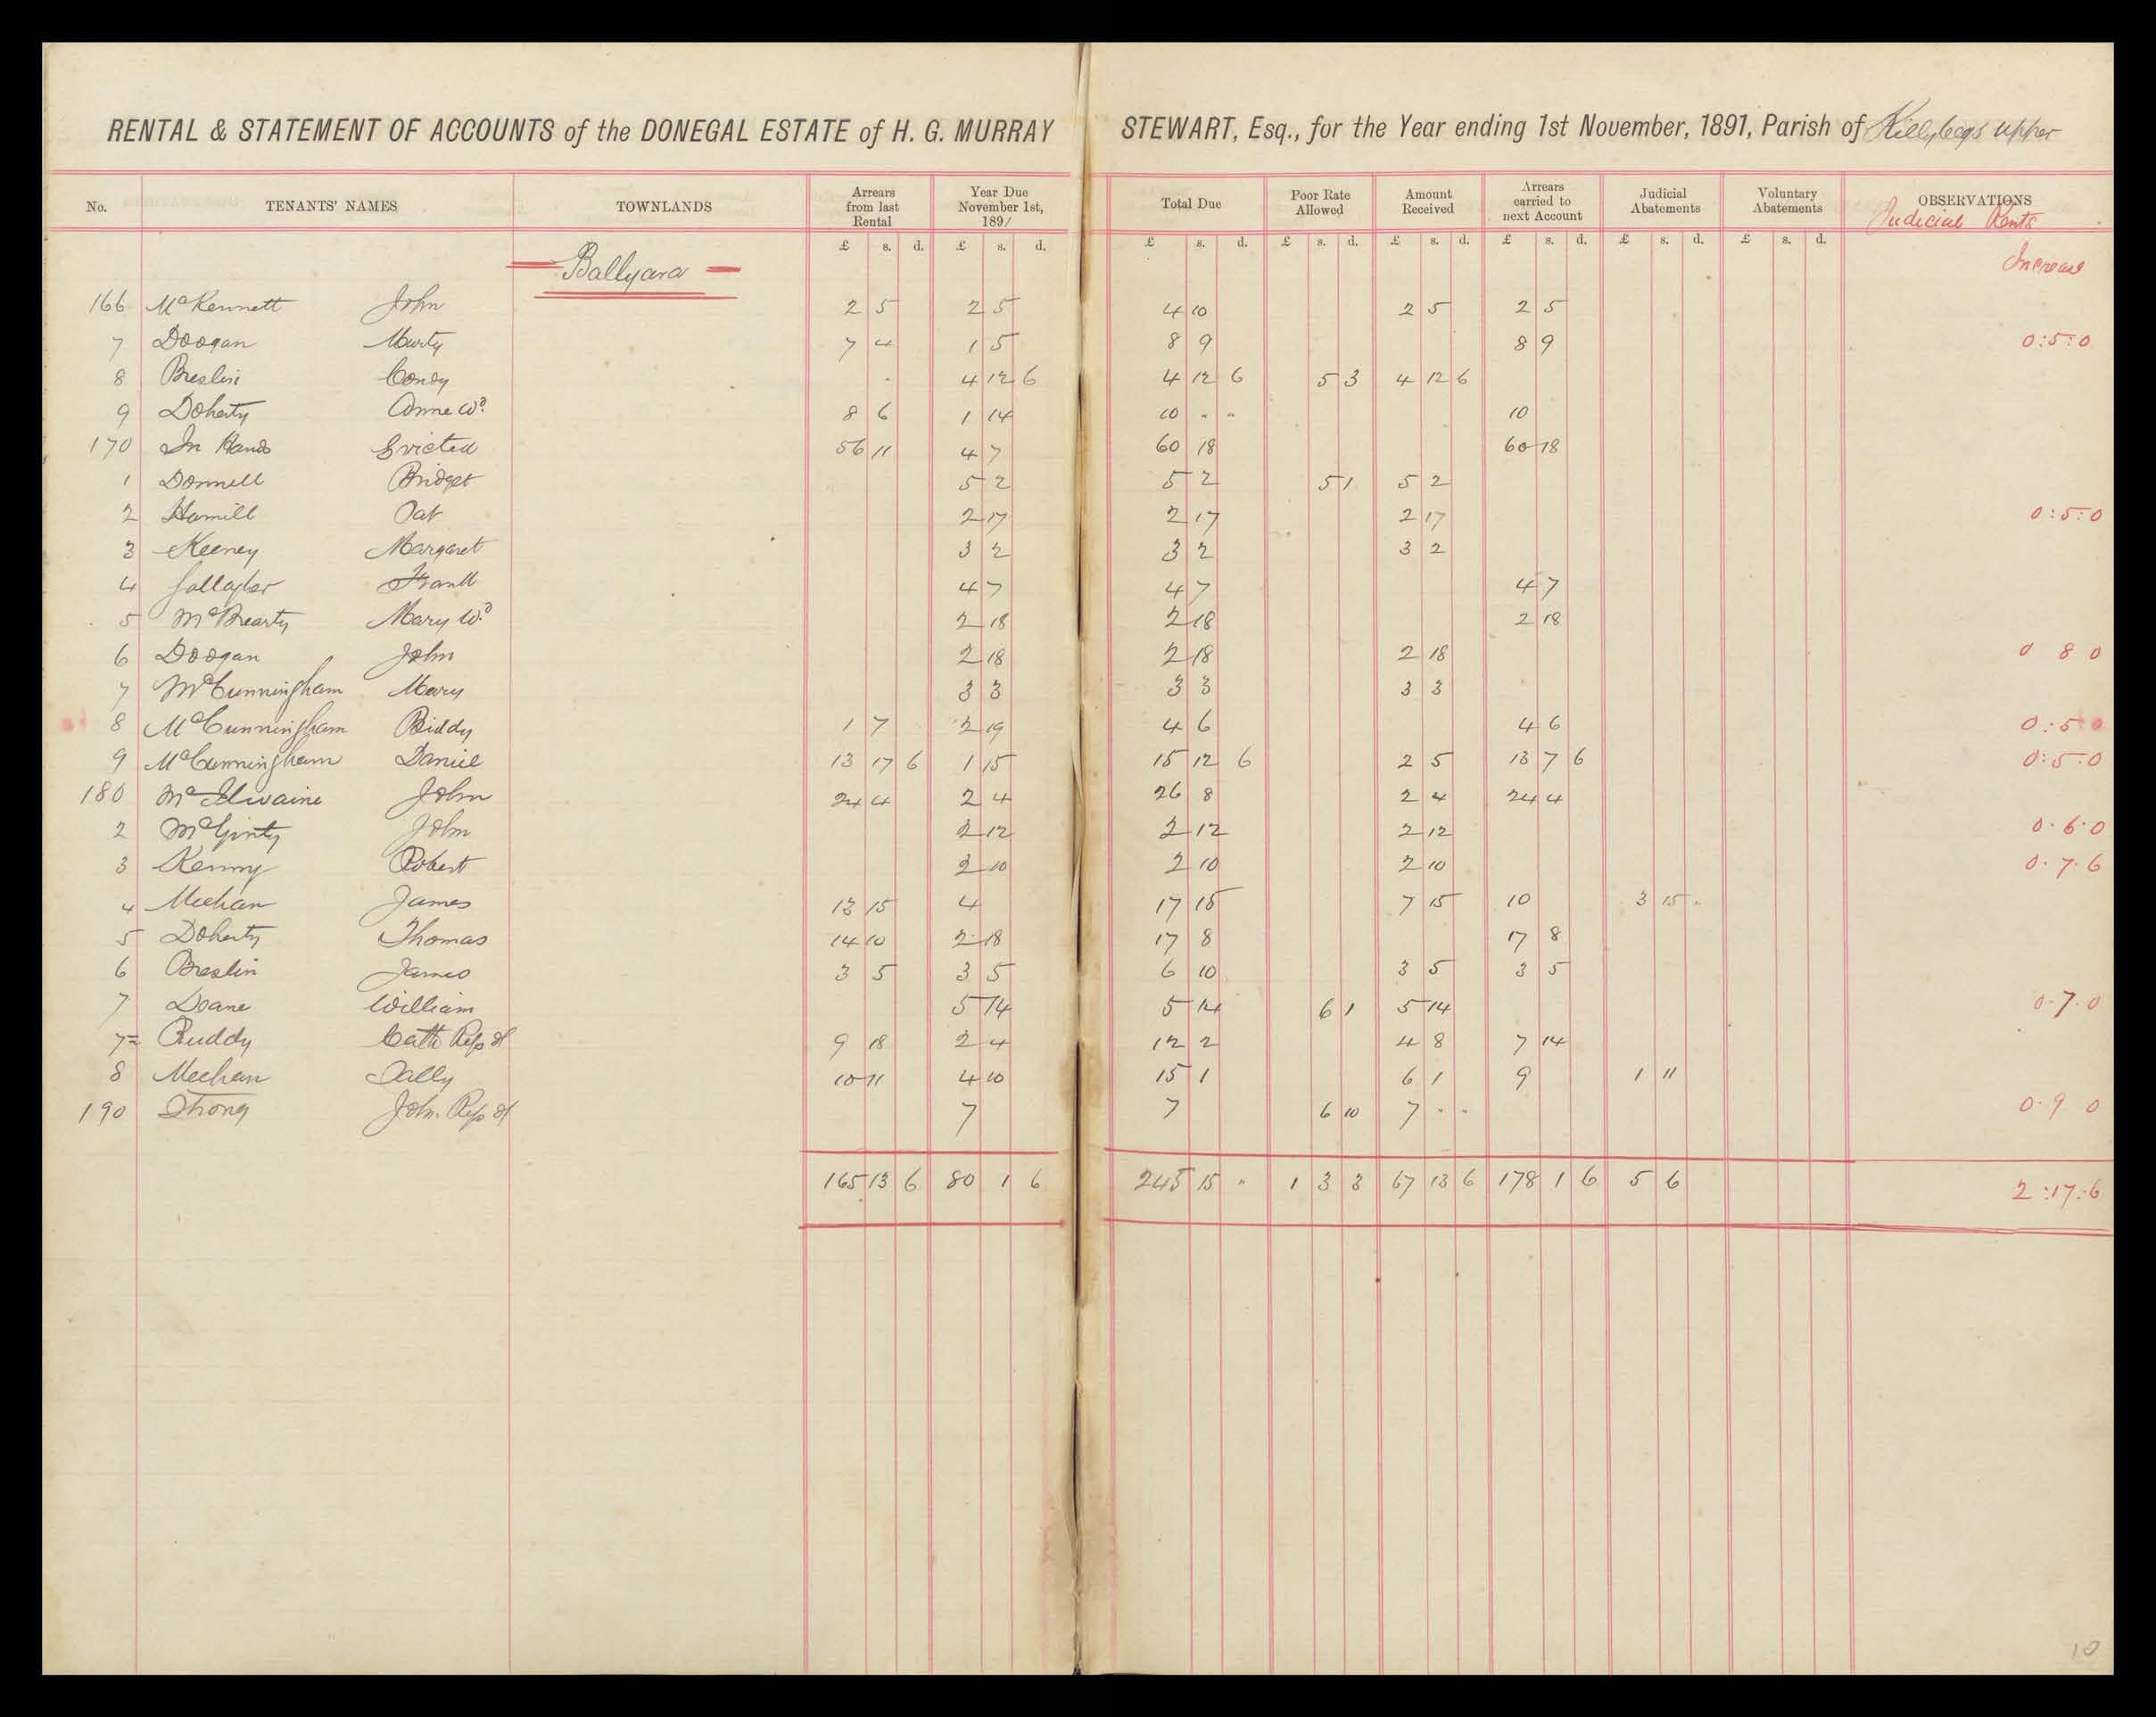 RENTAL & STATEMENT OF ACCOUNTS of the DONEGAL ESTATE of H. G. MURRAY STEWART, Esq., for the Year ending 1st November, 1891, Parish of Killybegs upper
No. TENANTS' NAMES TOWNLANDS Arrears from last Rental Year Due November 1st, 1891 Total Due Poor Rate Allowed Amount Received Arrears carried to next Account Judicial Abatements Voluntary Abatements OBSERVATIONS
Judicial Rents
£ s. d. £ s. d. £ s. d. £ s. d. £ s. d. £ s. d. £ s. d. £ s. d.
Ballyara Increase
166 McKennett John 2 5 2 5 4 10 2 5 2 5
7 Doogan Murty 7 4 1 5 8 9 8 9 0:5:0
8 Breslin Condy . 4 12 6 4 12 6 5 3 4 12 6
9 Doherty Anne Wd. 8 6 1 14 10 " " 10
170 In Hands Evicted 56 11 4 7 60 18 60 18
1 Donnell Bridget 5 2 5 2 5 1 5 2
2 Hamill Pat 2 17 2 17 2 17 0:5:0
3 Keeney Margaret 3 2 3 2 3 2
4 Gallagher Frank 4 7 4 7 4 7
5 McBrearty Mary Wd. 2 18 2 18 2 18
6 Doogan John 2 18 2 18 2 18 0 8 0
7 McCunningham Mary 3 3 3 3 3 3
8 McCunningham Biddy 1 7 2 19 4 6 4 6 0:5 0
9 McCunningham Daniel 13 17 6 1 15 15 12 6 2 5 13 7 6 0:5:0
180 McIlwaine John 24 4 2 4 26 8 2 4 24 4
2 McGinty John 2 12 2 12 2 12 0.6.0
3 Kenny Robert 2 10 2 10 2 10 0.7.6
4 Meehan James 13 15 4 17 15 7 15 10 3 15 "
5 Doherty Thomas 14 10 2 18 17 8 17 8
6 Breslin James 3 5 3 5 6 10 3 5 3 5
7 Doane William 5 14 5 14 6 1 5 14 0.7.0
7= Ruddy Cath Rep of 9 18 2 4 12 2 4 8 7 14
8 Meehan Sally 10 11 4 10 15 1 6 1 9 1 11
190 Strong John. Rep of 7 7 6 10 7 " " 0.9 0
165 13 6 80 1 6 245 15 " 1 3 3 67 13 6 178 1 6 5 6 2:17:6
10